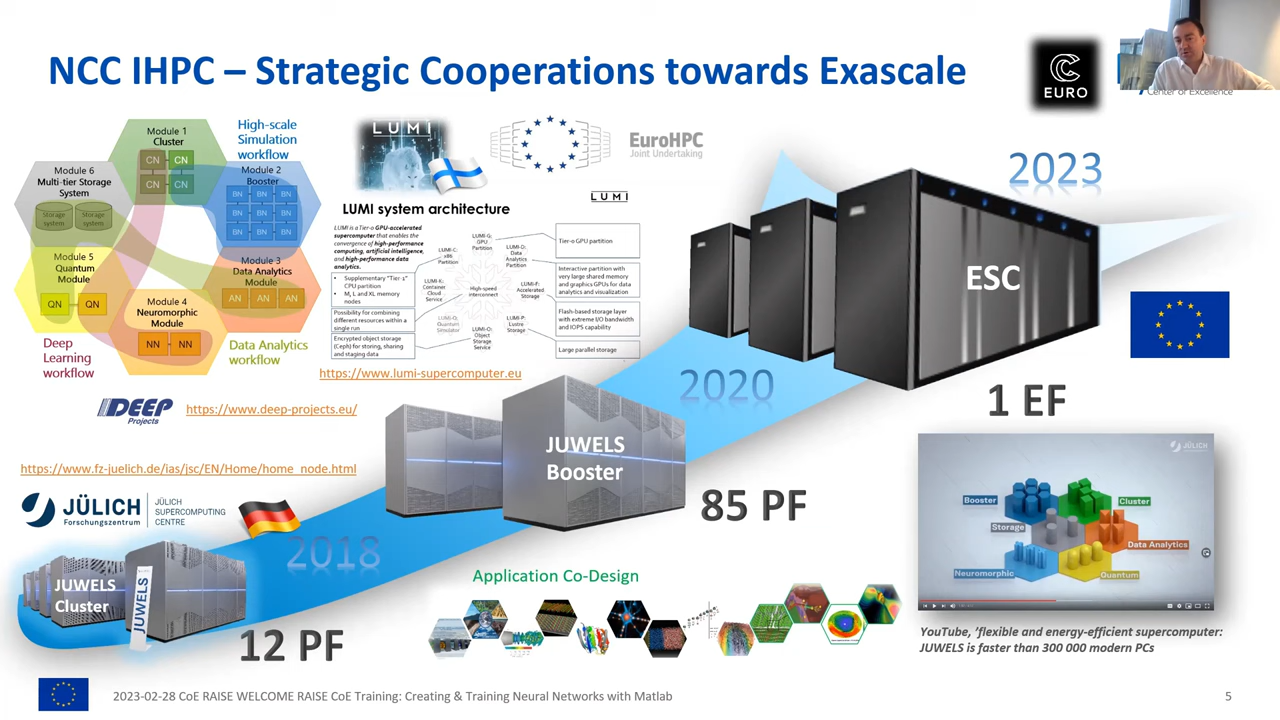 NCC IHPC – Strategic Cooperations towards Exascale
EURO
Center of Excellence
Module 1
Cluster
CN CN
CN CN
High-scale
Simulation
workflow
Module 6
Multi-tier Storage
System
Storage
system
Storage
system
Module 2
Booster
BN BN BN
BN BN BN
BN BN BN
Module 5
Quantum
Module
QN QN
Module 3
Data Analytics
Module
AN AN AN
Module 4
Neuromorphic
Module
NN NN
Deep
Learning
workflow
Data Analytics
workflow
DEEP
Projects
https://www.deep-projects.eu/
LUMI
EuroHPC
Joint Undertaking
LUMI
LUMI system architecture
LUMI is a Tier-0 GPU-accelerated
supercomputer that enables the
convergence of high-performance
computing, artificial intelligence,
and high-performance data
analytics.
• Supplementary "Tier-1"
CPU partition
• M, L and XL memory
nodes
Possibility for combining
different resources within a
single run
Encrypted object storage
(Ceph) for storing, sharing
and staging data
LUMI-G:
GPU
Partition
LUMI-C:
x86
Partition
LUMI-D:
Data
Analytics
Partition
LUMI-K:
Container
Cloud
Service
High-speed
interconnect
LUMI-F:
Accelerated
Storage
LUMI-Q:
Quantum
Simulator
LUMI-O:
Object
Storage
Service
LUMI-P:
Lustre
Storage
Tier-0 GPU partition
Interactive partition with
very large shared memory
and graphics GPUs for data
analytics and visualization
Flash-based storage layer
with extreme I/O bandwidth
and IOPS capability
Large parallel storage
https://www.lumi-supercomputer.eu
2023
ESC
1 EF
2020
JUWELS
Booster
85 PF
https://www.fz-juelich.de/ias/jsc/EN/Home/home_node.html
JÜLICH
Forschungszentrum
JÜLICH
SUPERCOMPUTING
CENTRE
2018
JUWELS
Cluster
JUWELS
12 PF
Application Co-Design
JÜLICH
Booster
Cluster
Storage
Data Analytics
Neuromorphic
Quantum
YouTube, ‘flexible and energy-efficient supercomputer:
JUWELS is faster than 300 000 modern PCs
2023-02-28 CoE RAISE WELCOME RAISE CoE Training: Creating & Training Neural Networks with Matlab
5